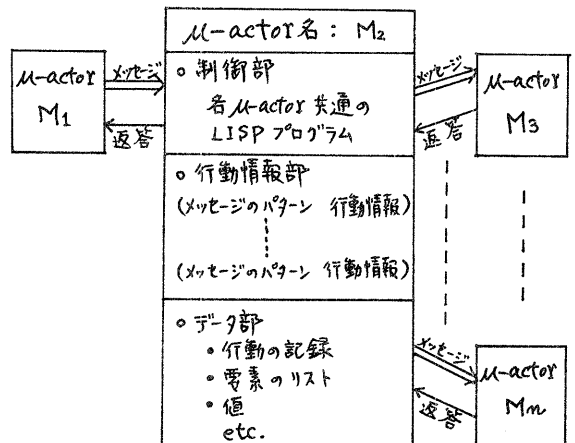 μ-actor名: M₂
μ-actor
M₁
メッセージ
返答
○ 制御部
各μ-actor共通の
LISPプログラム
メッセージ
返答
μ-actor
M3
○ 行動情報部
(メッセージのパターン 行動情報)
(メッセージのパターン 行動情報)
○ データ部
• 行動の記録
• 要素のリスト
• 値
etc.
メッセージ
返答
μ-actor
Mn